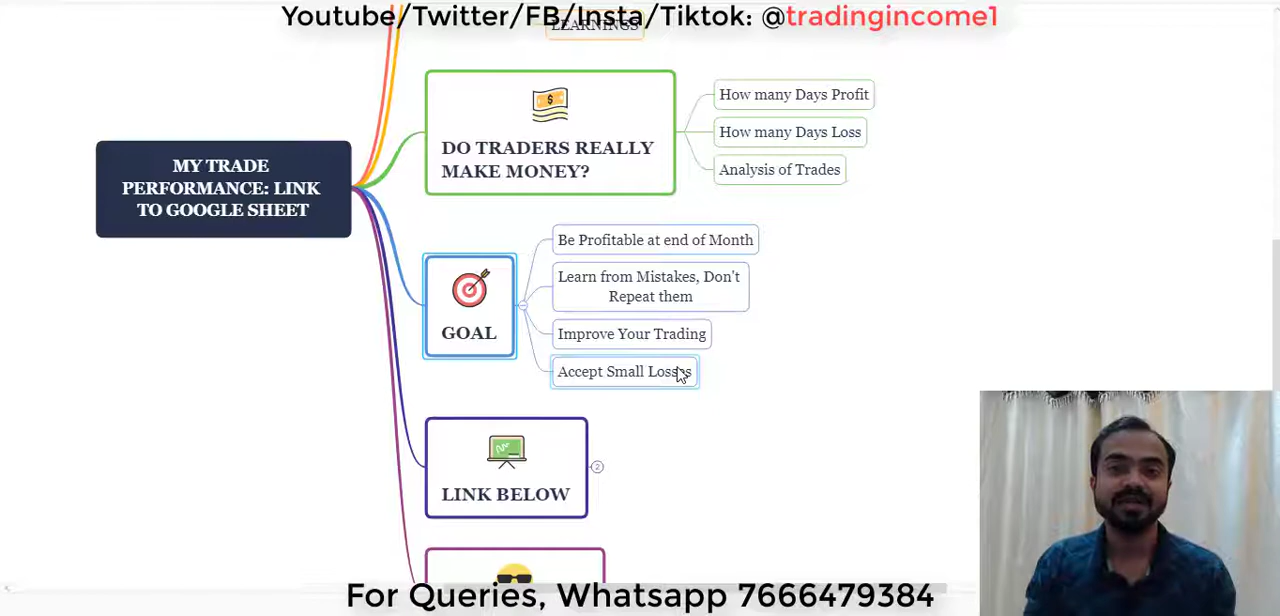 Youtube/Twitter/FB/Insta/Tiktok: @tradingincome1
LEARNINGS
DO TRADERS REALLY
MAKE MONEY?
How many Days Profit
How many Days Loss
Analysis of Trades
MY TRADE
PERFORMANCE: LINK
TO GOOGLE SHEET
GOAL
Be Profitable at end of Month
Learn from Mistakes, Don't
Repeat them
Improve Your Trading
Accept Small Losses
LINK BELOW
2
For Queries, Whatsapp 7666479384